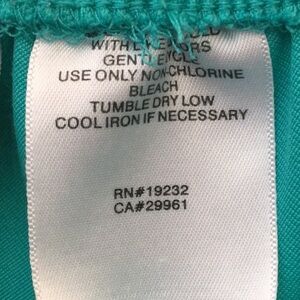 WITH LIKE COLORS
GENTLE CYCLE
USE ONLY NON-CHLORINE
BLEACH
TUMBLE DRY LOW
COOL IRON IF NECESSARY
RN#19232
CA#29961